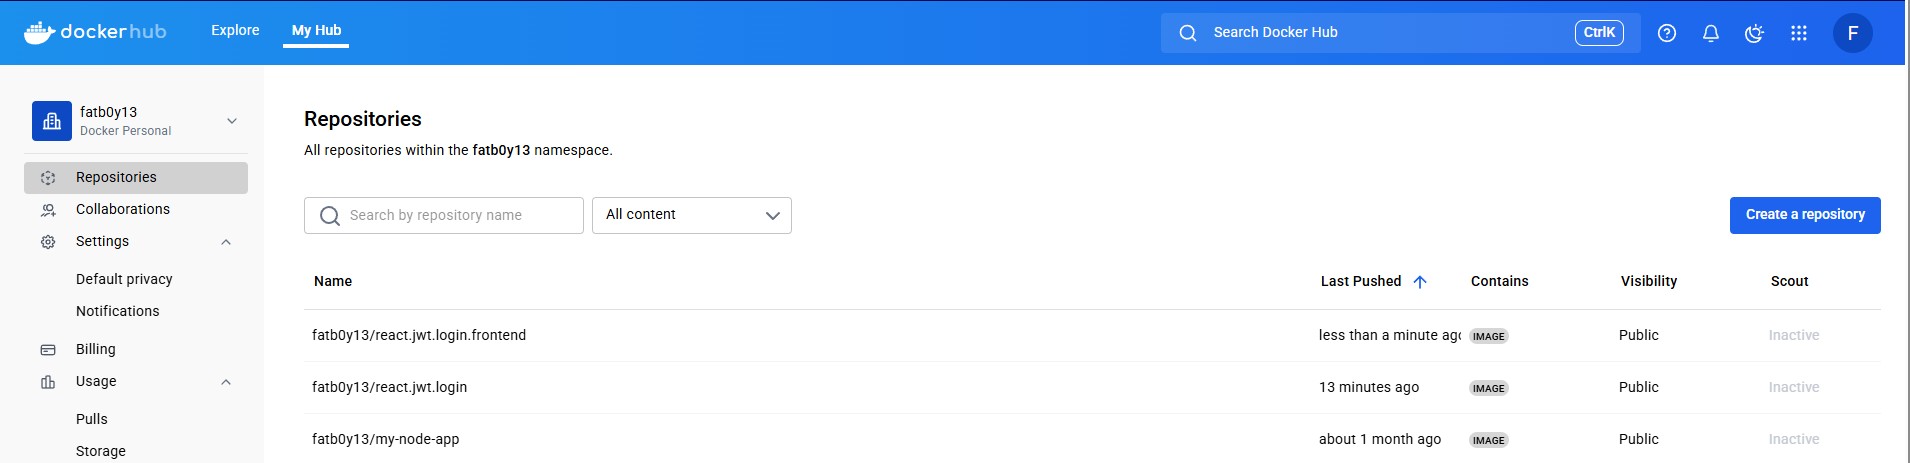 dockerhub Explore My Hub Search Docker Hub CtrlK F
fatb0y13
Docker Personal
Repositories
Collaborations
Settings
Default privacy
Notifications
Billing
Usage
Pulls
Storage
Repositories
All repositories within the fatb0y13 namespace.
Search by repository name All content Create a repository
Name Last Pushed Contains Visibility Scout
fatb0y13/react.jwt.login.frontend less than a minute ago IMAGE Public Inactive
fatb0y13/react.jwt.login 13 minutes ago IMAGE Public Inactive
fatb0y13/my-node-app about 1 month ago IMAGE Public Inactive